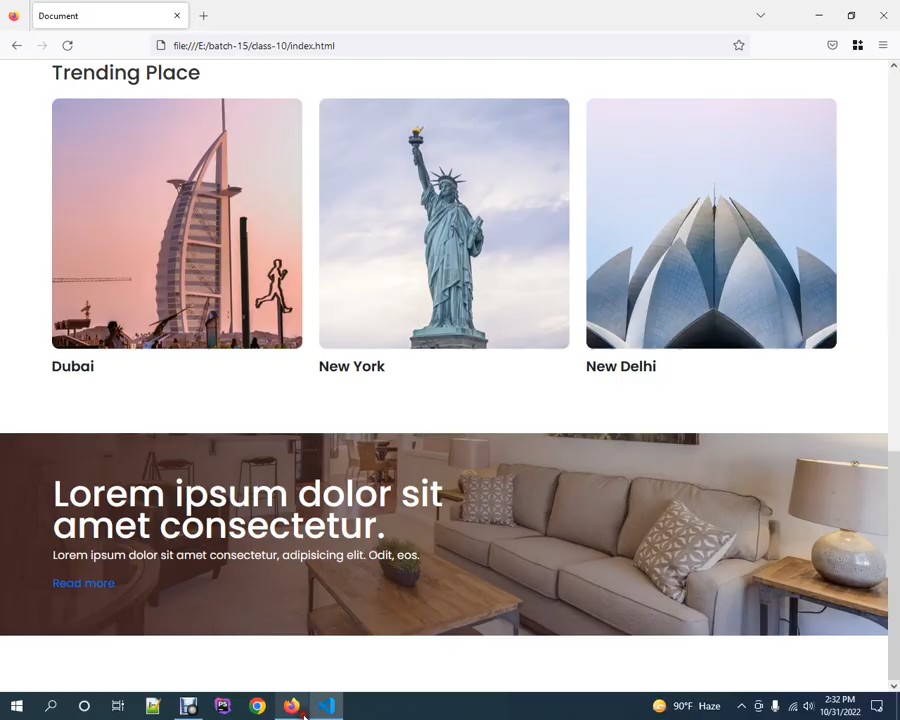 Document
file:///E:/batch-15/class-10/index.html
Trending Place
Dubai
New York
New Delhi
Lorem ipsum dolor sit
amet consectetur.
Lorem ipsum dolor sit amet consectetur, adipisicing elit. Odit, eos.
Read more
PS
90°F Haze
2:32 PM
10/31/2022